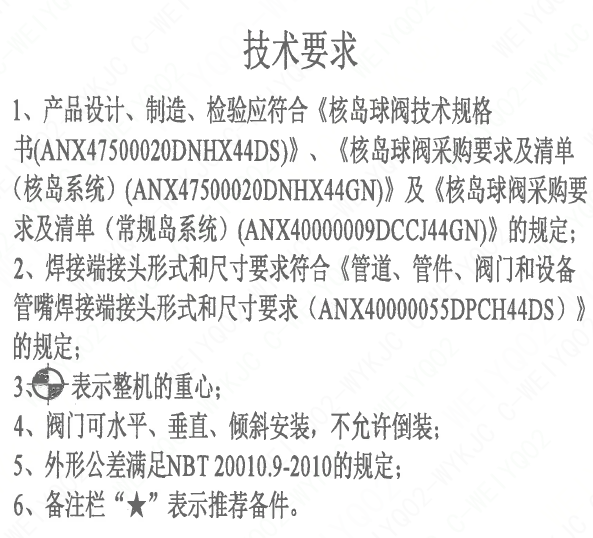 技术要求
1、产品设计、制造、检验应符合《核岛球阀技术规格
书(ANX47500020DNHX44DS)》、《核岛球阀采购要求及清单
（核岛系统）(ANX47500020DNHX44GN)》及《核岛球阀采购要
求及清单（常规岛系统）(ANX40000009DCCJ44GN)》的规定；
2、焊接端接头形式和尺寸要求符合《管道、管件、阀门和设备
管嘴焊接端接头形式和尺寸要求（ANX40000055DPCH44DS）》
的规定；
3、表示整机的重心；
4、阀门可水平、垂直、倾斜安装，不允许倒装；
5、外形公差满足NBT 20010.9-2010的规定；
6、备注栏“★”表示推荐备件。